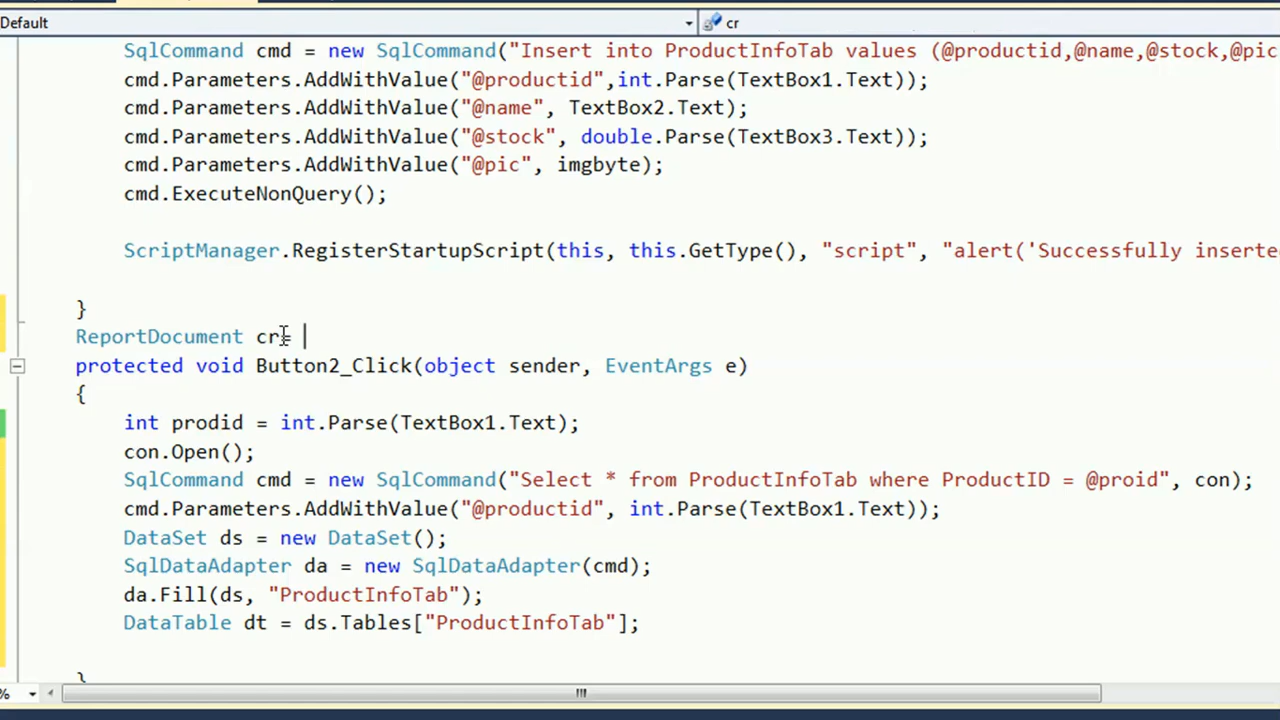 Default
cr
SqlCommand cmd = new SqlCommand("Insert into ProductInfoTab values (@productid,@name,@stock,@pic
cmd.Parameters.AddWithValue("@productid",int.Parse(TextBox1.Text));
cmd.Parameters.AddWithValue("@name", TextBox2.Text);
cmd.Parameters.AddWithValue("@stock", double.Parse(TextBox3.Text));
cmd.Parameters.AddWithValue("@pic", imgbyte);
cmd.ExecuteNonQuery();
ScriptManager.RegisterStartupScript(this, this.GetType(), "script", "alert('Successfully inserte
}
ReportDocument cr=
protected void Button2_Click(object sender, EventArgs e)
{
int prodid = int.Parse(TextBox1.Text);
con.Open();
SqlCommand cmd = new SqlCommand("Select * from ProductInfoTab where ProductID = @proid", con);
cmd.Parameters.AddWithValue("@productid", int.Parse(TextBox1.Text));
DataSet ds = new DataSet();
SqlDataAdapter da = new SqlDataAdapter(cmd);
da.Fill(ds, "ProductInfoTab");
DataTable dt = ds.Tables["ProductInfoTab"];
}
%